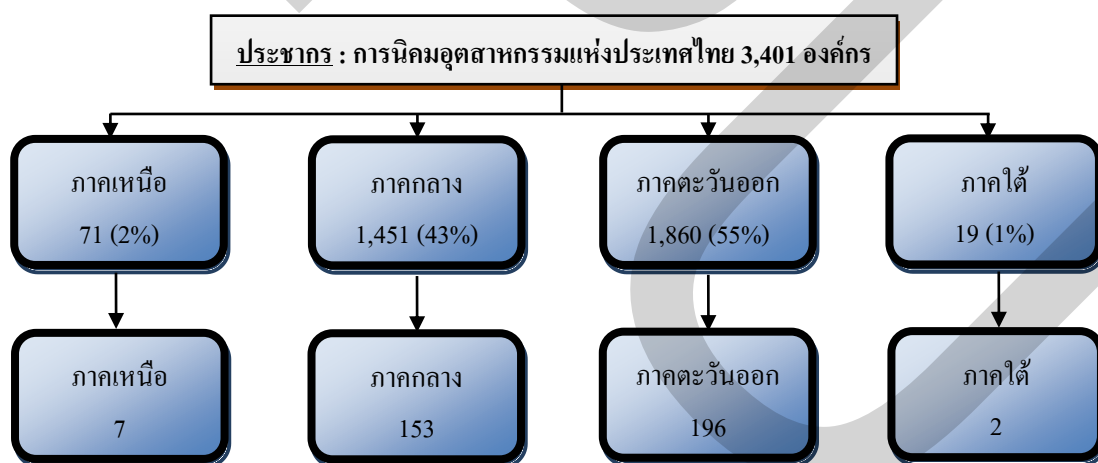 ประชากร : การนิคมอุตสาหกรรมแห่งประเทศไทย 3,401 องค์กร
ภาคเหนือ
71 (2%)
ภาคกลาง
1,451 (43%)
ภาคตะวันออก
1,860 (55%)
ภาคใต้
19 (1%)
ภาคเหนือ
7
ภาคกลาง
153
ภาคตะวันออก
196
ภาคใต้
2